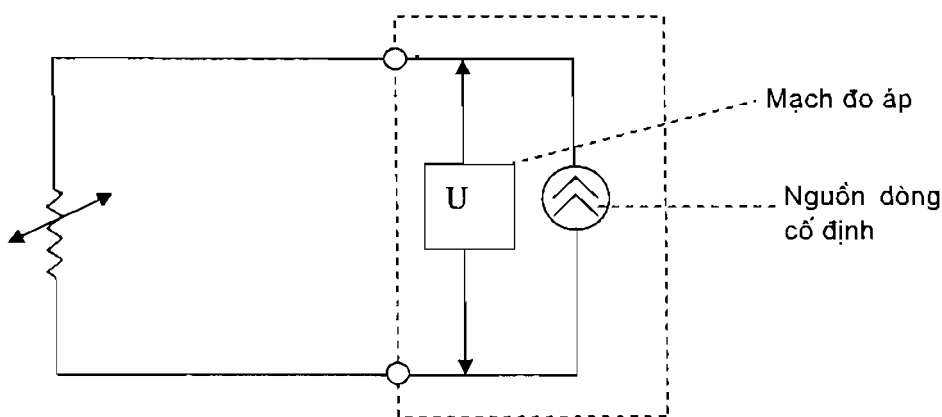 Mạch đo áp
U
Nguồn dòng
cố định